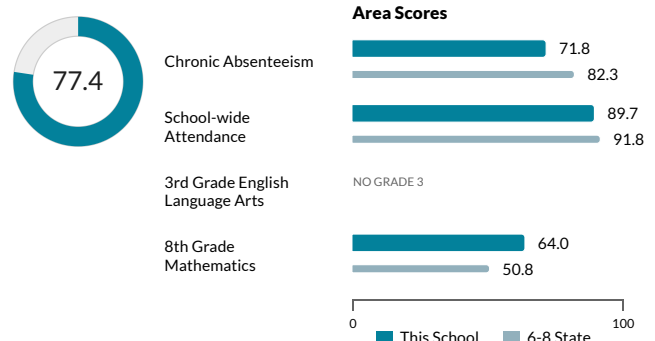 Area Scores
77.4
Chronic Absenteeism
71.8
82.3
School-wide
Attendance
89.7
91.8
3rd Grade English
Language Arts
NO GRADE 3
8th Grade
Mathematics
64.0
50.8
0
100
This School
6-8 State